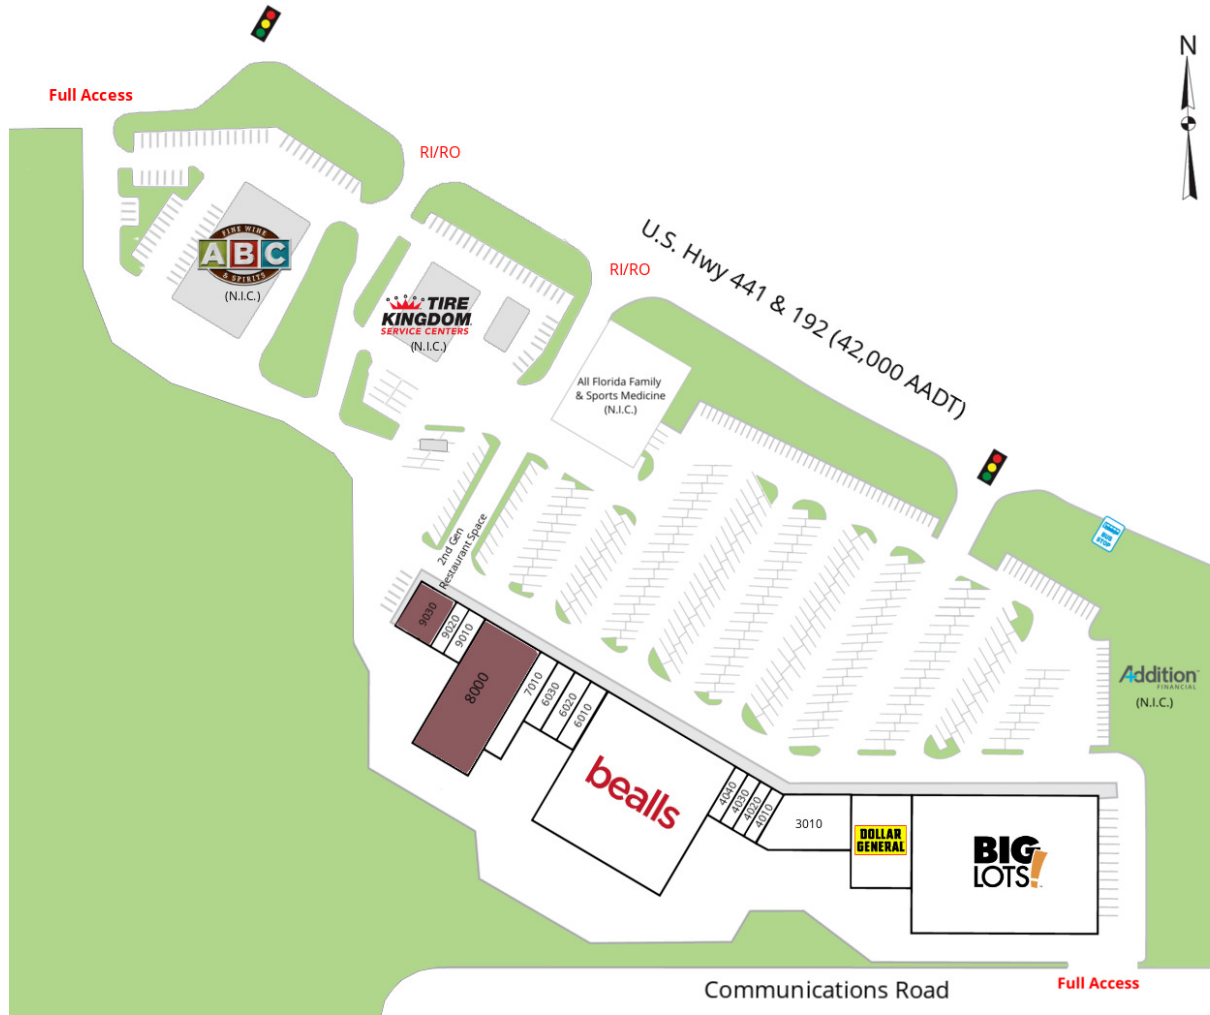 N
Full Access
RI/RO
FINE WINE
ABC
& SPIRITS
(N.I.C.)
RI/RO
U.S. Hwy 441 & 192 (42,000 AADT)
TIRE
KINGDOM
SERVICE CENTERS
(N.I.C.)
All Florida Family
& Sports Medicine
(N.I.C.)
BUS
STOP
2nd Gen
Restaurant Space
9030
9020
9010
8000
7010
6030
6020
6010
Addition
FINANCIAL
(N.I.C.)
bealls
4040
4030
4020
4010
3010
DOLLAR
GENERAL
BIG
LOTS!
Communications Road
Full Access